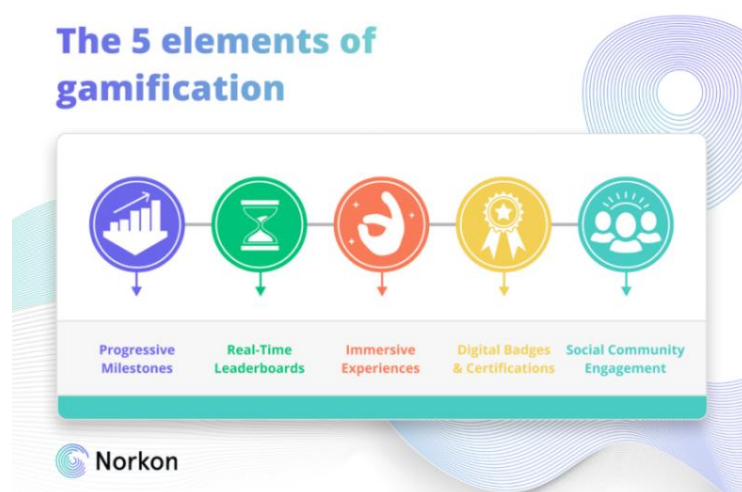 The 5 elements of
gamification
Progressive
Milestones
Real-Time
Leaderboards
Immersive
Experiences
Digital Badges
& Certifications
Social Community
Engagement
Norkon